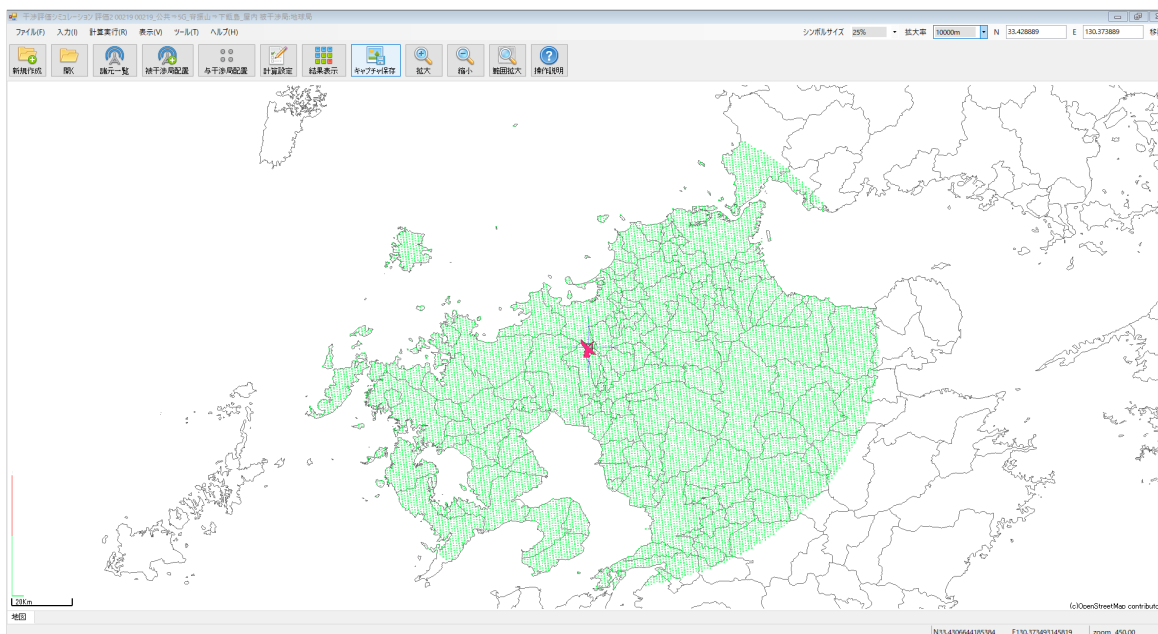 干渉評価シミュレーション 評価2 00219 00219_公共⇒5G_脊振山⇒下甑島_屋内 被干渉局:地球局
ファイル(F) 入力(I) 計算実行(R) 表示(V) ツール(T) ヘルプ(H) シンボルサイズ 25% 拡大率 10000m N 33.428889 E 130.373889 移
新規作成 開く 諸元一覧 被干渉局配置 与干渉局配置 計算設定 結果表示 キャプチャ保存 拡大 縮小 範囲拡大 操作説明
20Km
(c)OpenStreetMap contributo
地図
N33.4306644185384 E130.373493145819 zoom 450.00